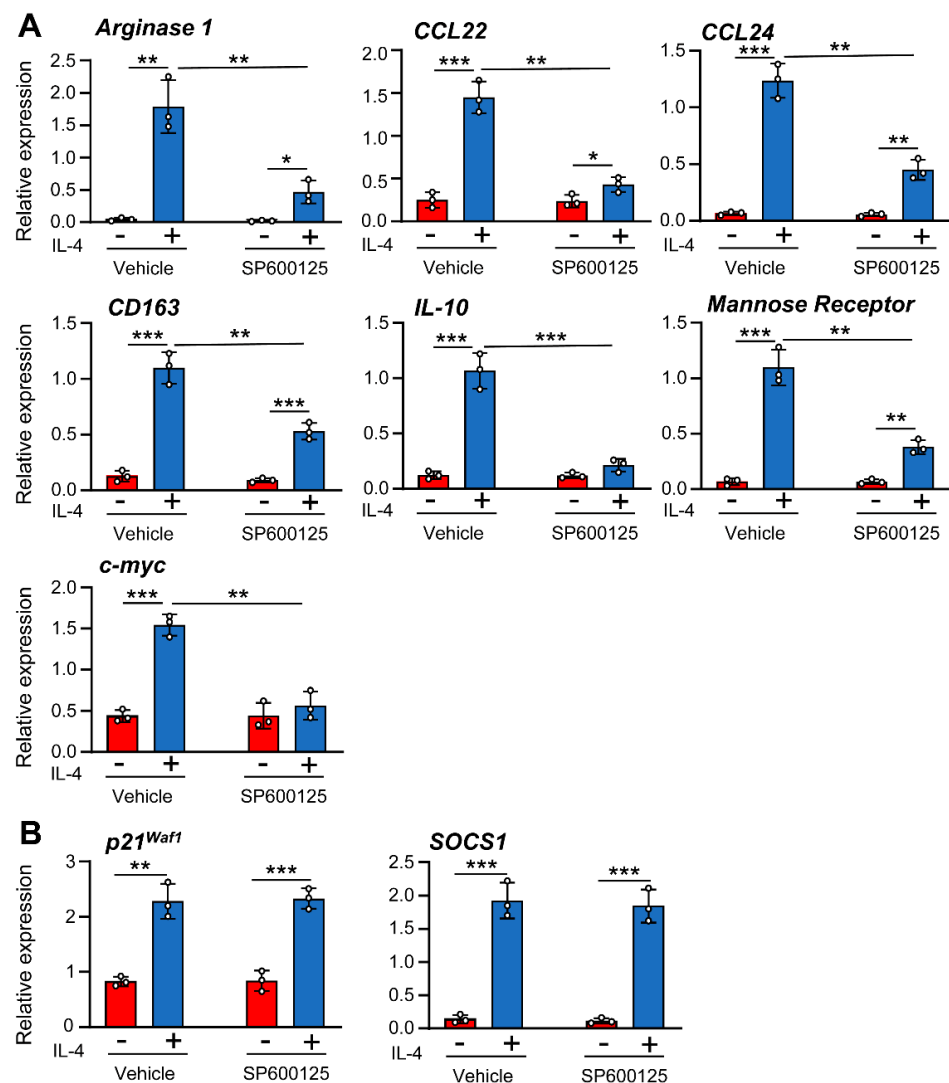 A
Arginase 1
CCL22
CCL24
Relative expression
2.5
2.0
1.5
1.0
0.5
0.0
** **
*
2.0
1.5
1.0
0.5
0.0
*** **
*
1.5
1.0
0.5
0.0
*** **
**
IL-4 - + - +
Vehicle SP600125
- + - +
Vehicle SP600125
IL-4 - + - +
Vehicle SP600125
CD163
IL-10
Mannose Receptor
Relative expression
1.5
1.0
0.5
0.0
*** **
***
1.5
1.0
0.5
0.0
*** ***
1.5
1.0
0.5
0.0
*** **
**
IL-4 - + - +
Vehicle SP600125
IL-4 - + - +
Vehicle SP600125
IL-4 - + - +
Vehicle SP600125
c-myc
Relative expression
2.0
1.5
1.0
0.5
0.0
*** **
IL-4 - + - +
Vehicle SP600125
B
p21Waf1
SOCS1
Relative expression
3
2
1
0
** ***
2.5
2.0
1.5
1.0
0.5
0.0
*** ***
IL-4 - + - +
Vehicle SP600125
IL-4 - + - +
Vehicle SP600125